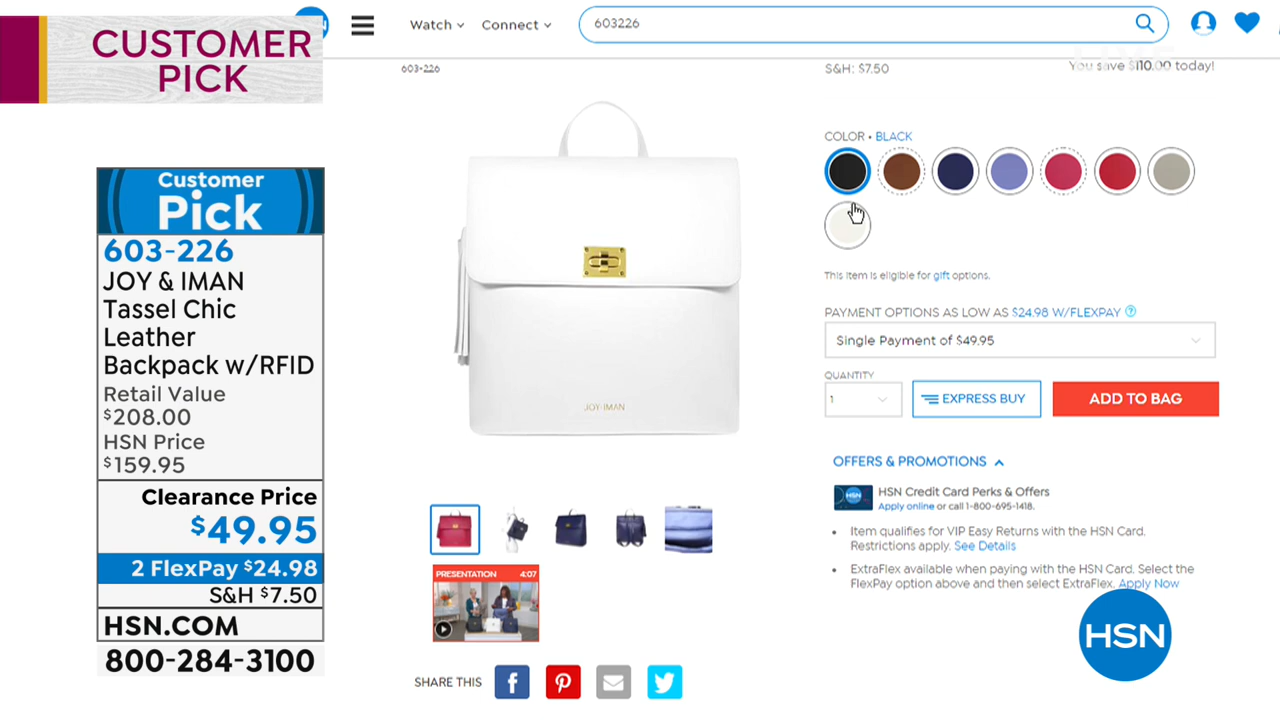 CUSTOMER
PICK
Watch
Connect
603226
603-226
S&H: $7.50
You save $110.00 today!
Customer
Pick
603-226
JOY & IMAN
Tassel Chic
Leather
Backpack w/RFID
Retail Value
$208.00
HSN Price
$159.95
Clearance Price
$49.95
2 FlexPay $24.98
S&H $7.50
HSN.COM
800-284-3100
JOY·IMAN
PRESENTATION 4:07
SHARE THIS
COLOR • BLACK
This item is eligible for gift options.
PAYMENT OPTIONS AS LOW AS $24.98 W/FLEXPAY ?
Single Payment of $49.95
QUANTITY
1
EXPRESS BUY
ADD TO BAG
OFFERS & PROMOTIONS
HSN
HSN Credit Card Perks & Offers
Apply online or call 1-800-695-1418.
• Item qualifies for VIP Easy Returns with the HSN Card.
Restrictions apply. See Details
• ExtraFlex available when paying with the HSN Card. Select the
FlexPay option above and then select ExtraFlex. Apply Now
HSN